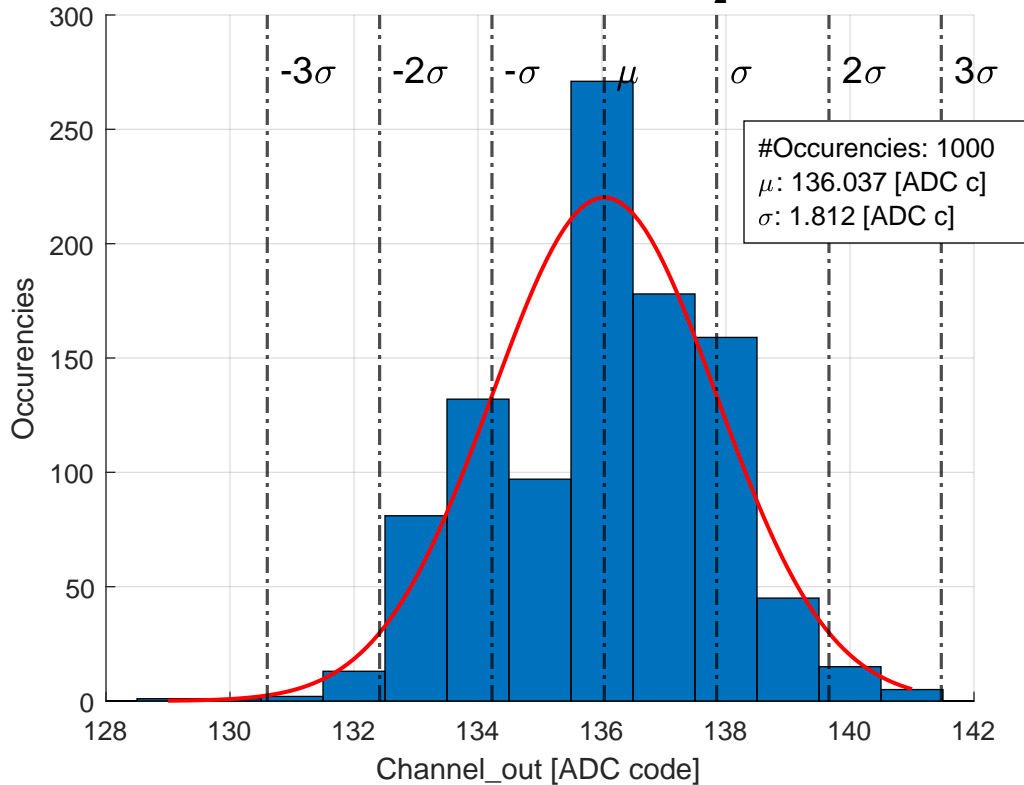 300
-3σ -2σ -σ μ σ 2σ 3σ
250
#Occurencies: 1000
μ: 136.037 [ADC c]
σ: 1.812 [ADC c]
200
Occurencies
150
100
50
0
128 130 132 134 136 138 140 142
Channel_out [ADC code]